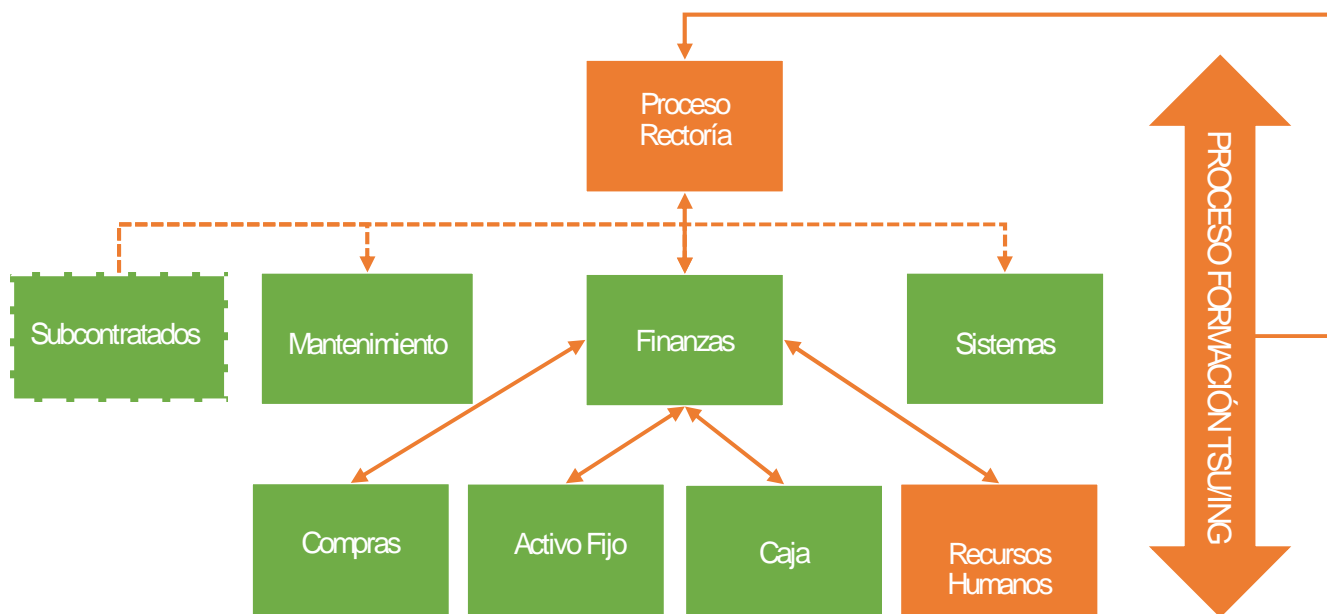 Proceso
Rectoría
PROCESO FORMACIÓN TSU/ING
Subcontratados
Mantenimiento
Finanzas
Sistemas
Compras
Activo Fijo
Caja
Recursos
Humanos